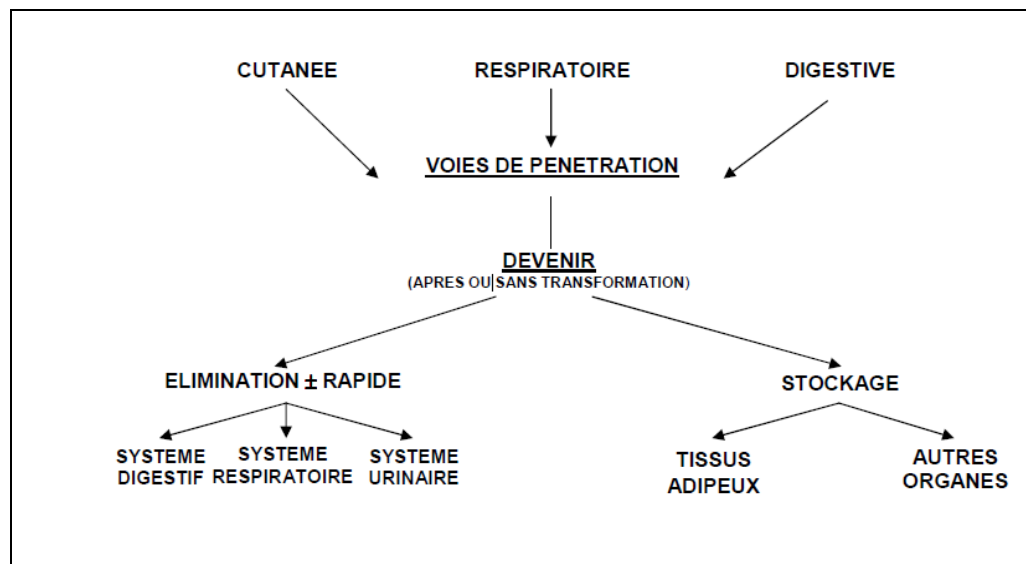 CUTANEE RESPIRATOIRE DIGESTIVE
VOIES DE PENETRATION
DEVENIR
(APRES OU SANS TRANSFORMATION)
ELIMINATION ± RAPIDE
STOCKAGE
SYSTEME
DIGESTIF
SYSTEME
RESPIRATOIRE
SYSTEME
URINAIRE
TISSUS
ADIPEUX
AUTRES
ORGANES